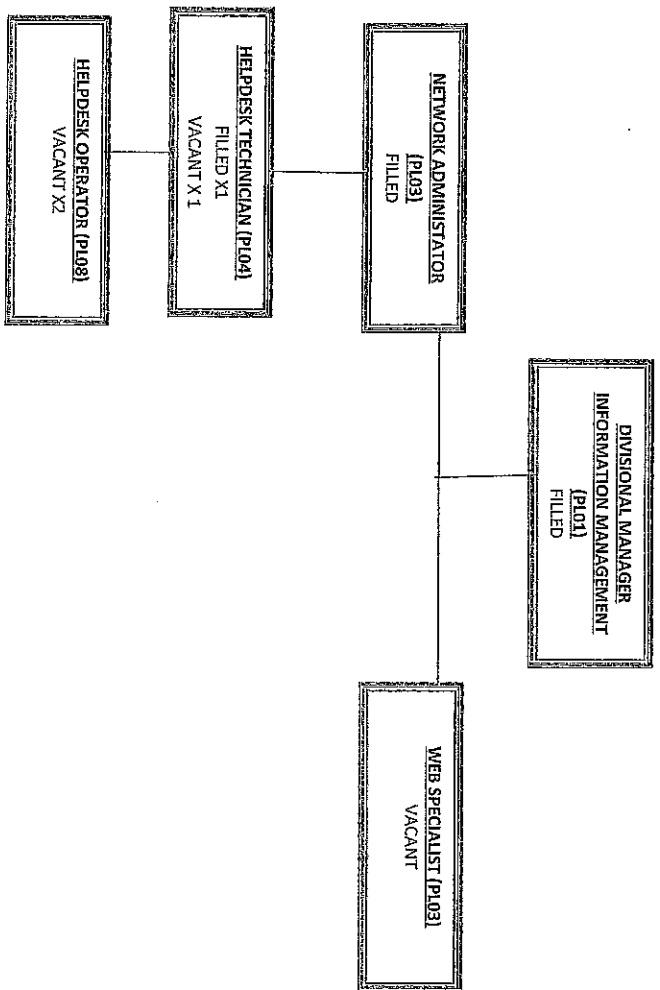 DIVISIONAL MANAGER
INFORMATION MANAGEMENT
(PL01)
FILLED
NETWORK ADMINISTATOR
(PL03)
FILLED
WEB SPECIALIST (PL03)
VACANT
HELPDESK TECHNICIAN (PL04)
FILLED X1
VACANT X 1
HELPDESK OPERATOR (PL08)
VACANT X2